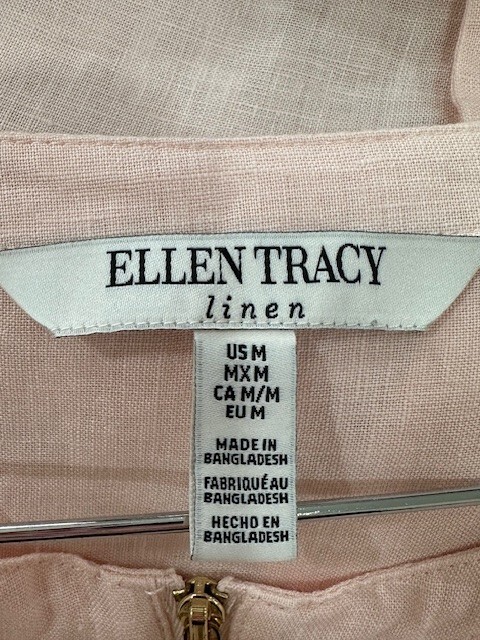 ELLEN TRACY
linen
US M
MX M
CA M/M
EU M
MADE IN
BANGLADESH
FABRIQUÉ AU
BANGLADESH
HECHO EN
BANGLADESH